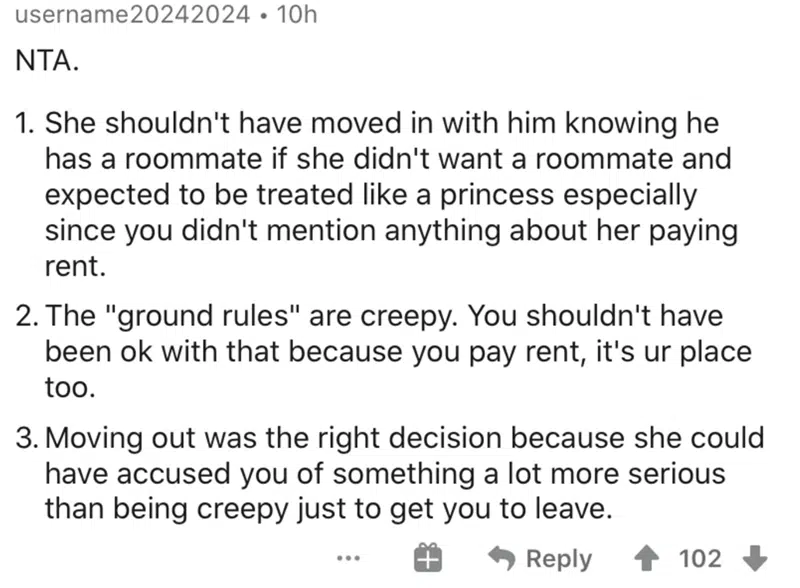 username20242024 • 10h
NTA.
1. She shouldn't have moved in with him knowing he
has a roommate if she didn't want a roommate and
expected to be treated like a princess especially
since you didn't mention anything about her paying
rent.
2. The "ground rules" are creepy. You shouldn't have
been ok with that because you pay rent, it's ur place
too.
3. Moving out was the right decision because she could
have accused you of something a lot more serious
than being creepy just to get you to leave.
... Reply 102